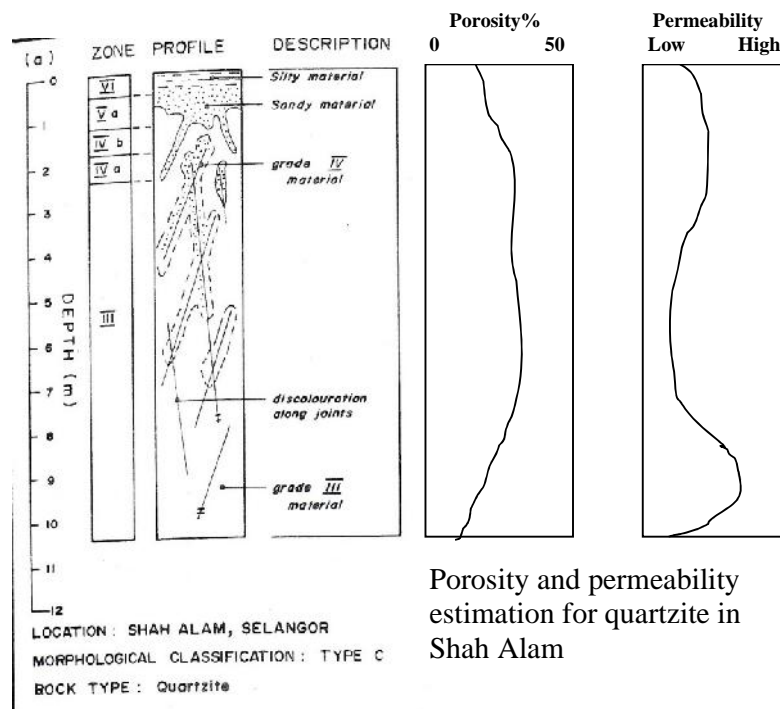 (a)
ZONE PROFILE DESCRIPTION
Porosity%
0 50
Permeability
Low High
0
1
2
3
4
5
6
7
8
9
10
11
12
DEPTH (m)
VI
V a
IV b
IV a
III
Silty material
Sandy material
grade IV
material
discolouration
along joints
grade III
material
LOCATION : SHAH ALAM, SELANGOR
MORPHOLOGICAL CLASSIFICATION : TYPE C
ROCK TYPE : Quartzite
Porosity and permeability
estimation for quartzite in
Shah Alam